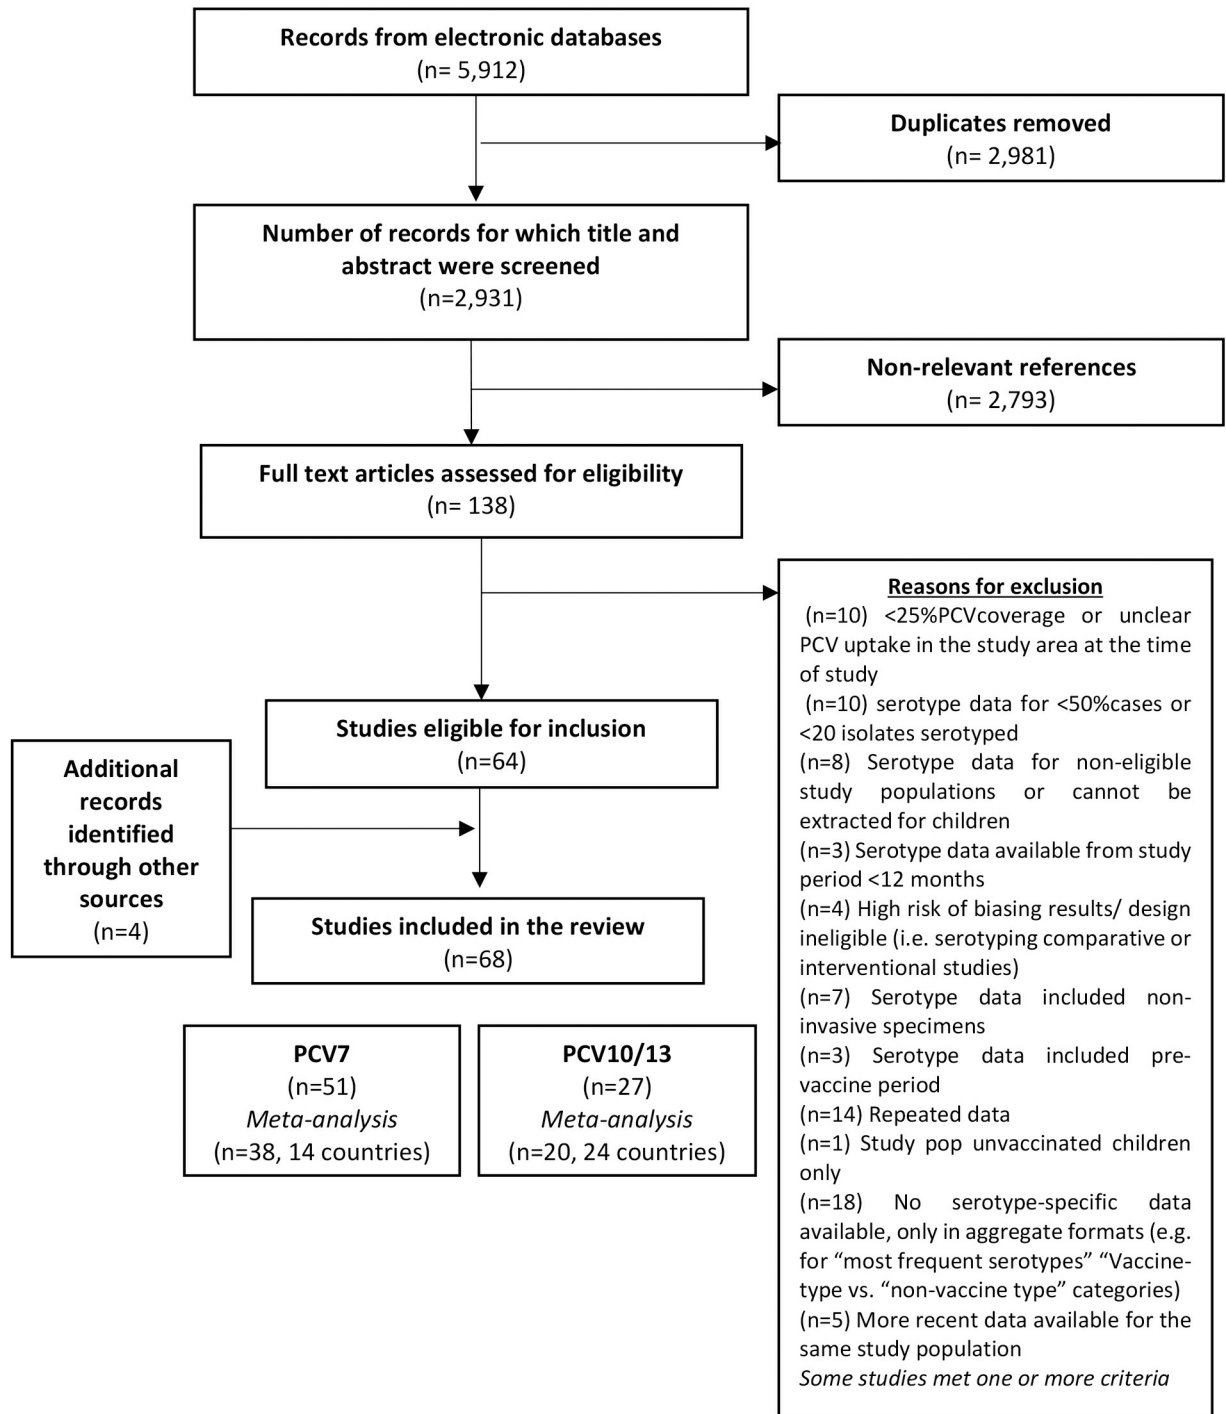 Records from electronic databases
(n= 5,912)
Duplicates removed
(n= 2,981)
Number of records for which title and
abstract were screened
(n=2,931)
Non-relevant references
(n= 2,793)
Full text articles assessed for eligibility
(n= 138)
Reasons for exclusion
(n=10) <25%PCVcoverage or unclear
PCV uptake in the study area at the time
of study
(n=10) serotype data for <50%cases or
<20 isolates serotyped
(n=8) Serotype data for non-eligible
study populations or cannot be
extracted for children
(n=3) Serotype data available from study
period <12 months
(n=4) High risk of biasing results/ design
ineligible (i.e. serotyping comparative or
interventional studies)
(n=7) Serotype data included non-
invasive specimens
(n=3) Serotype data included pre-
vaccine period
(n=14) Repeated data
(n=1) Study pop unvaccinated children
only
(n=18) No serotype-specific data
available, only in aggregate formats (e.g.
for “most frequent serotypes” “Vaccine-
type vs. “non-vaccine type” categories)
(n=5) More recent data available for the
same study population
Some studies met one or more criteria
Studies eligible for inclusion
(n=64)
Additional
records
identified
through other
sources
(n=4)
Studies included in the review
(n=68)
PCV7
(n=51)
Meta-analysis
(n=38, 14 countries)
PCV10/13
(n=27)
Meta-analysis
(n=20, 24 countries)